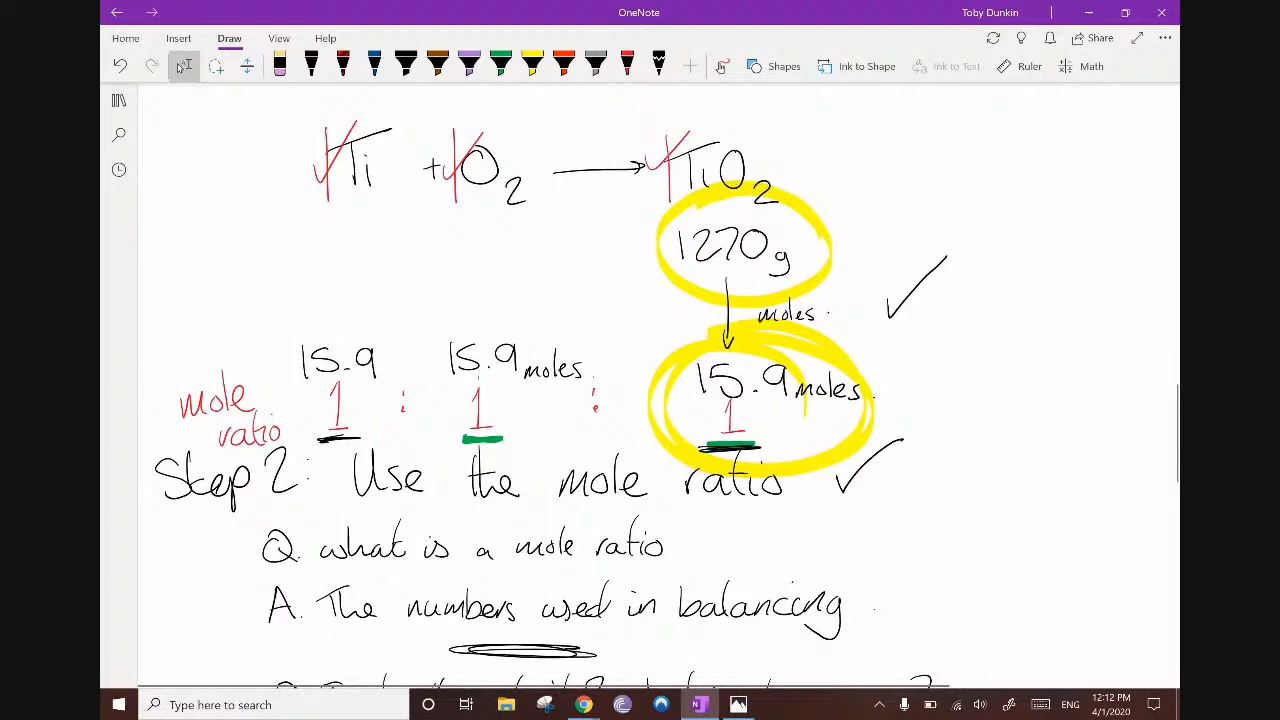 OneNote
Toby Dunkin
Home Insert Draw View Help
Share
Shapes Ink to Shape Ink to Text Ruler Math
Ti + O2 → TiO2
1270g
moles.
15.9 15.9 moles. 15.9 moles.
mole ratio 1 : 1 : 1
Step 2: Use the mole ratio
Q. what is a mole ratio
A. The numbers used in balancing.
Type here to search
ENG
12:12 PM
4/1/2020